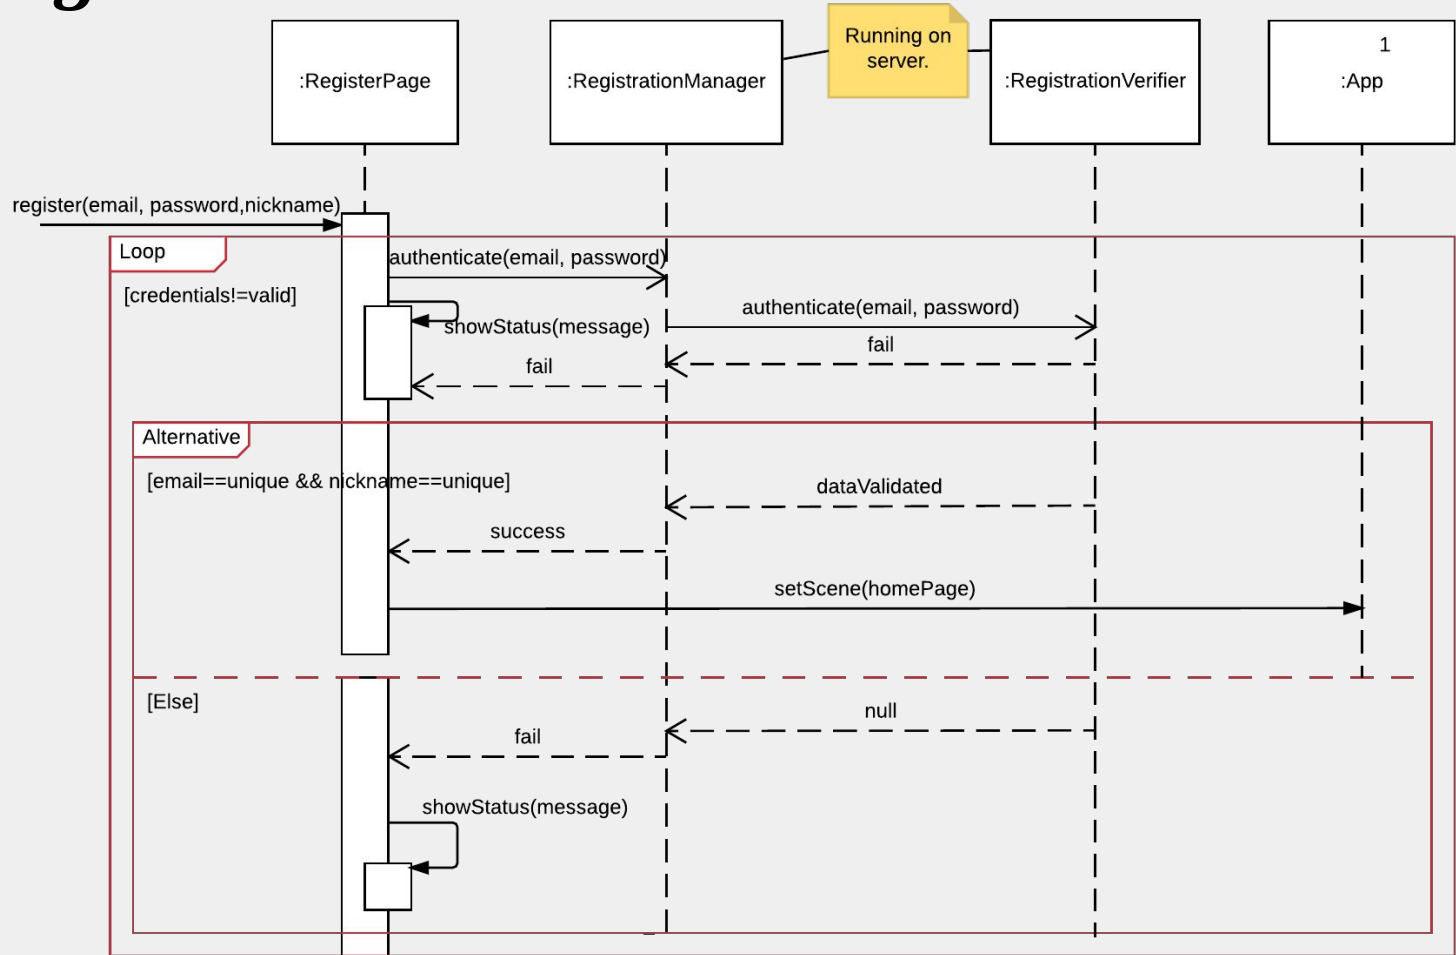 Running on
server.
1
:RegisterPage
:RegistrationManager
:RegistrationVerifier
:App
register(email, password,nickname)
Loop
authenticate(email, password)
[credentials!=valid]
authenticate(email, password)
showStatus(message)
fail
fail
Alternative
[email==unique && nickname==unique]
dataValidated
success
setScene(homePage)
[Else]
null
fail
showStatus(message)